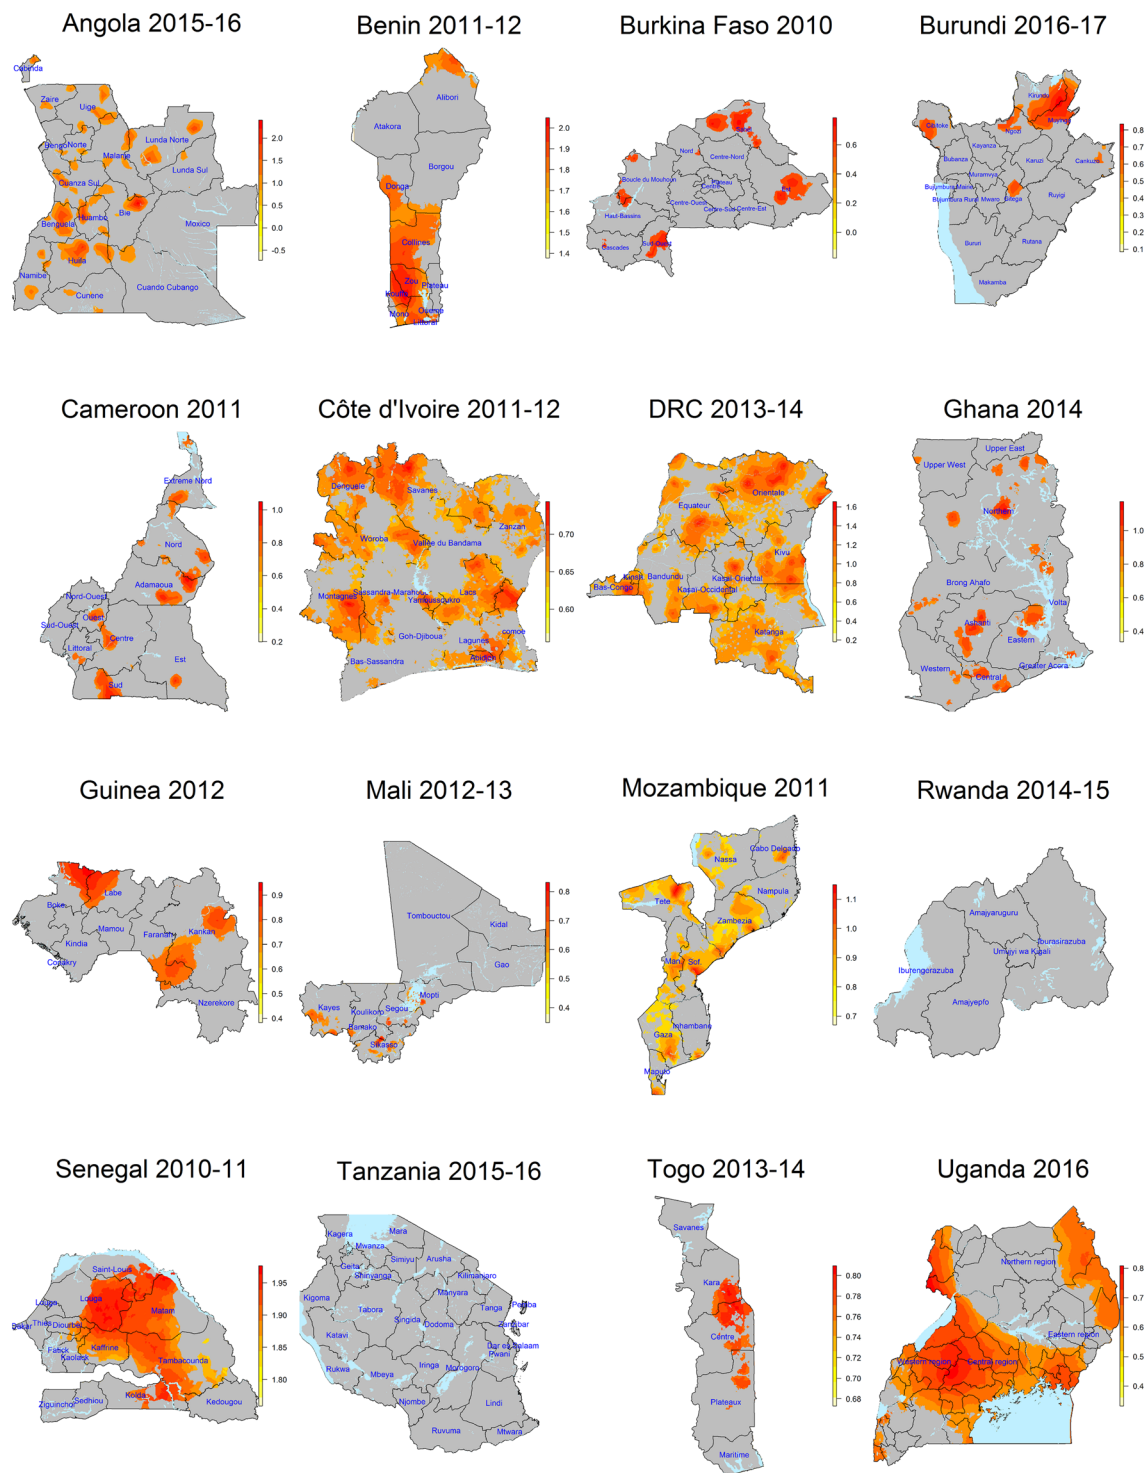 Angola 2015-16
Benin 2011-12
Burkina Faso 2010
Burundi 2016-17
Cabinda
Zaire
Uige
Bengo
Norte
Malanje
Lunda Norte
Lunda Sul
Cuanza Sul
Benguela
Huambo
Bie
Moxico
Huila
Namibe
Cunene
Cuando Cubango
2.0
1.5
1.0
0.5
0.0
-0.5
Alibori
Atakora
Borgou
Donga
Collines
Zou
Plateau
Kouffo
Mono
Oueme
Littoral
2.0
1.9
1.8
1.7
1.6
1.5
1.4
Sahel
Nord
Centre-Nord
Boucle du Mouhoun
Plateau
Centre
Est
Centre-Ouest
Haut-Bassins
Centre-Sud
Centre-Est
Cascades
Sud-Ouest
0.6
0.4
0.2
0.0
Kirundu
Muyinga
Cibitoke
Ngozi
Kayanza
Bubanza
Karuzi
Cankuzo
Muramvya
Bujumbura Mairie
Gitega
Ruyigi
Bujumbura Rural
Mwaro
Bururi
Rutana
Makamba
0.8
0.7
0.6
0.5
0.4
0.3
0.2
0.1
Cameroon 2011
Côte d'Ivoire 2011-12
DRC 2013-14
Ghana 2014
Extreme Nord
Nord
Adamaoua
Nord-Ouest
Ouest
Sud-Ouest
Centre
Littoral
Est
Sud
1.0
0.8
0.6
0.4
0.2
Denguele
Savanes
Zanzan
Woroba
Vallée du Bandama
Montagnes
Sassandra-Marahoue
Yamoussoukro
Lacs
Goh-Djiboua
Lagunes
comoe
Abidjan
Bas-Sassandra
0.70
0.65
0.60
Orientale
Equateur
Kivu
Kinsh.
Bandundu
Bas-Congo
Kasai-Oriental
Kasai-Occidental
Katanga
1.6
1.4
1.2
1.0
0.8
0.6
0.4
0.2
Upper East
Upper West
Northern
Brong Ahafo
Volta
Ashanti
Eastern
Western
Central
Greater Accra
1.0
0.8
0.6
0.4
Guinea 2012
Mali 2012-13
Mozambique 2011
Rwanda 2014-15
Labe
Boke
Mamou
Faranah
Kankan
Kindia
Conakry
Nzerekore
0.9
0.8
0.7
0.6
0.5
0.4
Tombouctou
Kidal
Gao
Mopti
Kayes
Koulikoro
Segou
Bamako
Sikasso
0.8
0.7
0.6
0.5
0.4
Nassa
Cabo Delgado
Tete
Nampula
Zambezia
Man.
Sof.
Gaza
Inhambane
Maputo
1.1
1.0
0.9
0.8
0.7
Amajyaruguru
Iburasirazuba
Umujyi wa Kigali
Iburengorazuba
Amajyepfo
Senegal 2010-11
Tanzania 2015-16
Togo 2013-14
Uganda 2016
Saint-Louis
Louga
Louga
Matam
Dakar
Thies
Diourbel
Fatick
Kaffrine
Kaolack
Tambacounda
Kolda
Ziguinchor
Sedhiou
Kedougou
1.95
1.90
1.85
1.80
Kagera
Mara
Mwanza
Geita
Simiyu
Arusha
Shinyanga
Kilimanjaro
Kigoma
Tabora
Manyara
Tanga
Pemba
Singida
Dodoma
Zanzibar
Katavi
Dar es Salaam
Pwani
Rukwa
Iringa
Morogoro
Mbeya
Njombe
Lindi
Ruvuma
Mtwara
Savanes
Kara
Centre
Plateaux
Maritime
0.80
0.78
0.76
0.74
0.72
0.70
0.68
Northern region
Eastern region
Western region
Central region
0.8
0.7
0.6
0.5
0.4